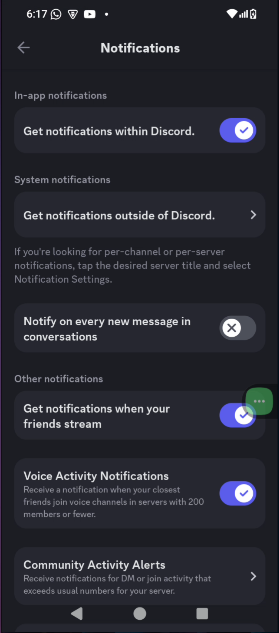 6:17
Notifications
In-app notifications
Get notifications within Discord.
System notifications
Get notifications outside of Discord.
If you're looking for per-channel or per-server
notifications, tap the desired server title and select
Notification Settings.
Notify on every new message in
conversations
Other notifications
Get notifications when your
friends stream
Voice Activity Notifications
Receive a notification when your closest
friends join voice channels in servers with 200
members or fewer.
Community Activity Alerts
Receive notifications for DM or join activity that
exceeds usual numbers for your server.